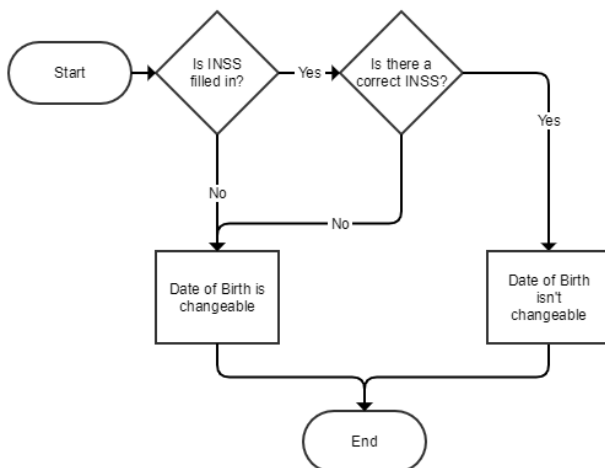 Start
Is INSS
filled in?
Yes
Is there a
correct INSS?
Yes
No
No
Date of Birth is
changeable
Date of Birth
isn't
changeable
End